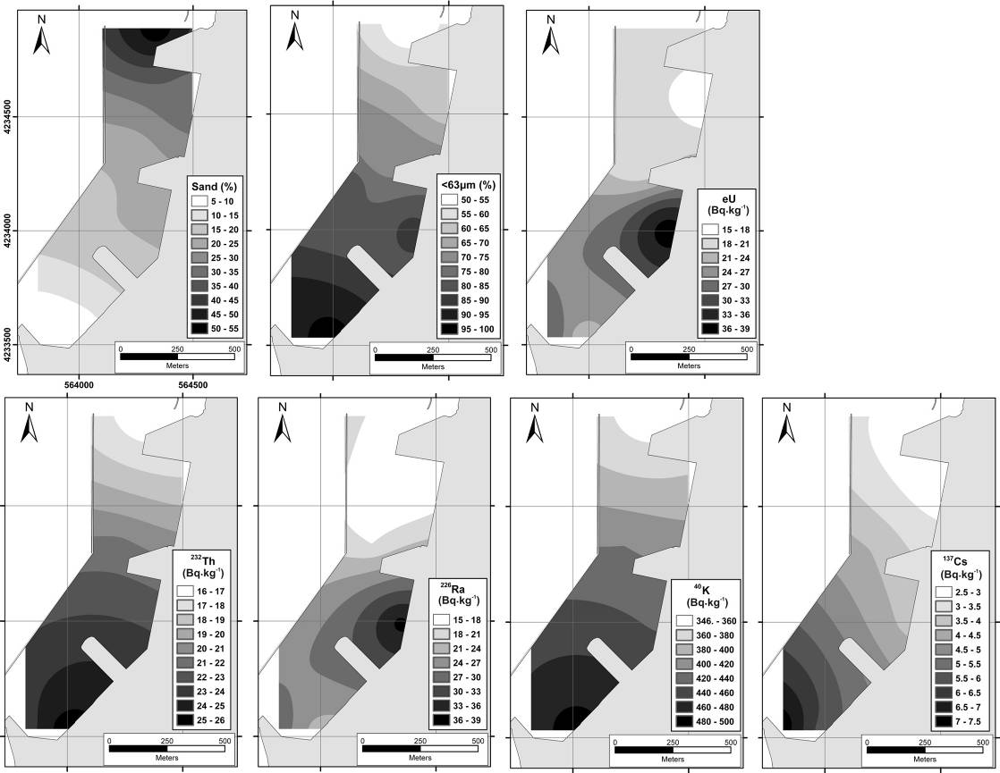 N
4234500
4234000
4233500
564000
564500
Sand (%)
5 - 10
10 - 15
15 - 20
20 - 25
25 - 30
30 - 35
35 - 40
40 - 45
45 - 50
50 - 55
0 250 500
Meters
N
<63µm (%)
50 - 55
55 - 60
60 - 65
65 - 70
70 - 75
75 - 80
80 - 85
85 - 90
90 - 95
95 - 100
0 250 500
Meters
N
eU
(Bq.kg⁻¹)
15 - 18
18 - 21
21 - 24
24 - 27
27 - 30
30 - 33
33 - 36
36 - 39
0 250 500
Meters
N
²³²Th
(Bq.kg⁻¹)
16 - 17
17 - 18
18 - 19
19 - 20
20 - 21
21 - 22
22 - 23
23 - 24
24 - 25
25 - 26
0 250 500
Meters
N
²²⁶Ra
(Bq.kg⁻¹)
15 - 18
18 - 21
21 - 24
24 - 27
27 - 30
30 - 33
33 - 36
36 - 39
0 250 500
Meters
N
⁴⁰K
(Bq.kg⁻¹)
346. - 360
360 - 380
380 - 400
400 - 420
420 - 440
440 - 460
460 - 480
480 - 500
0 250 500
Meters
N
¹³⁷Cs
(Bq.kg⁻¹)
2.5 - 3
3 - 3.5
3.5 - 4
4 - 4.5
4.5 - 5
5 - 5.5
5.5 - 6
6 - 6.5
6.5 - 7
7 - 7.5
0 250 500
Meters